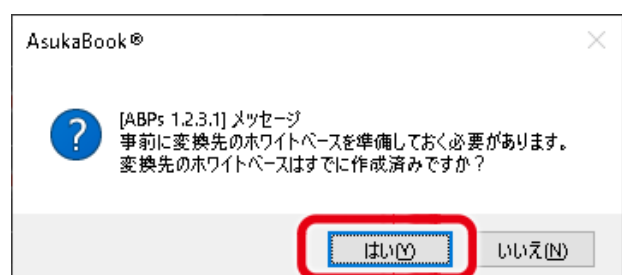 AsukaBook®
[ABPs 1.2.3.1] メッセージ
事前に変換先のホワイトベースを準備しておく必要があります。
変換先のホワイトベースはすでに作成済みですか？
はい(Y)
いいえ(N)